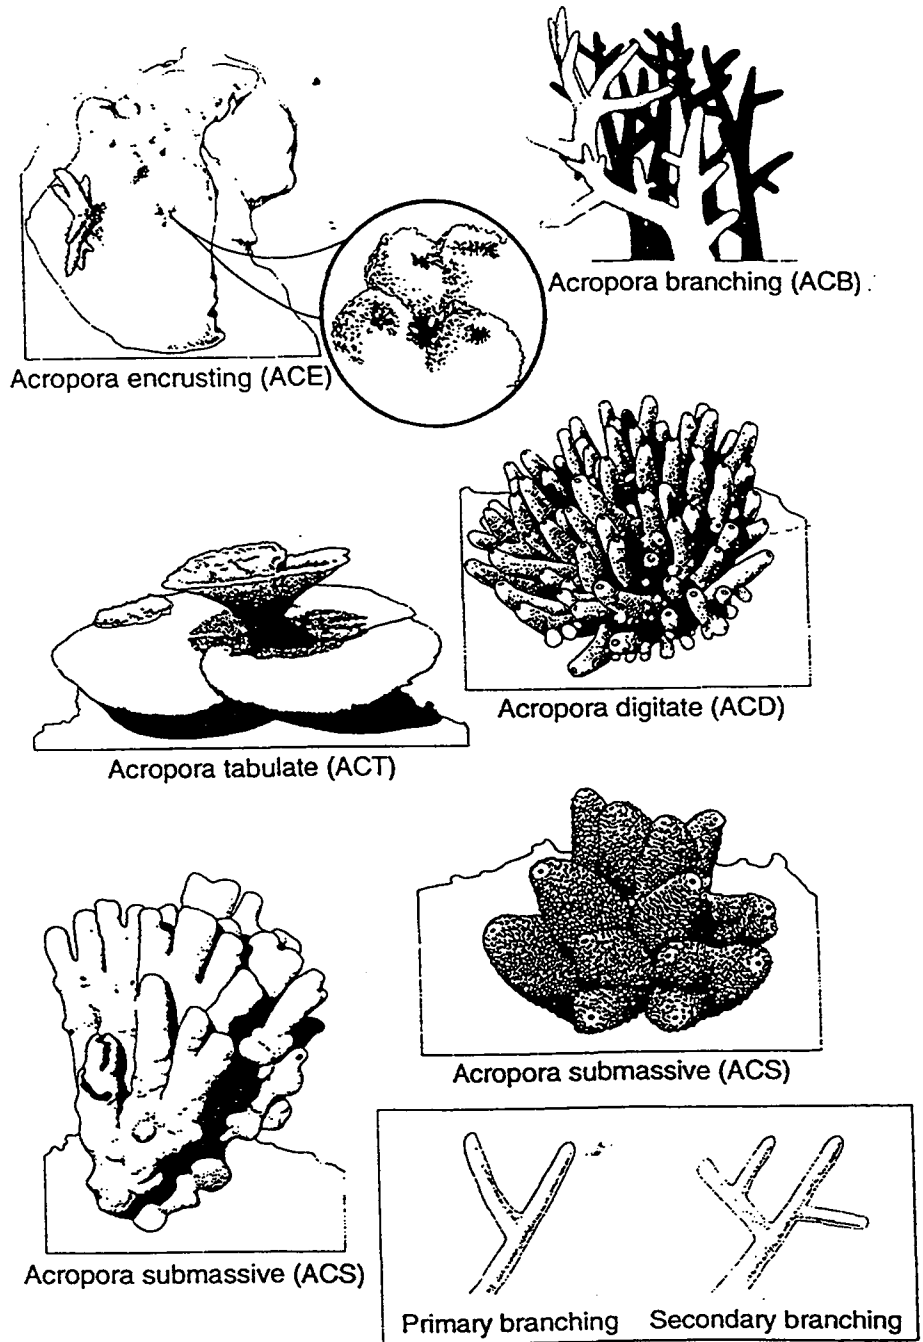 Acropora branching (ACB)
Acropora encrusting (ACE)
Acropora digitate (ACD)
Acropora tabulate (ACT)
Acropora submassive (ACS)
Acropora submassive (ACS)
Primary branching
Secondary branching